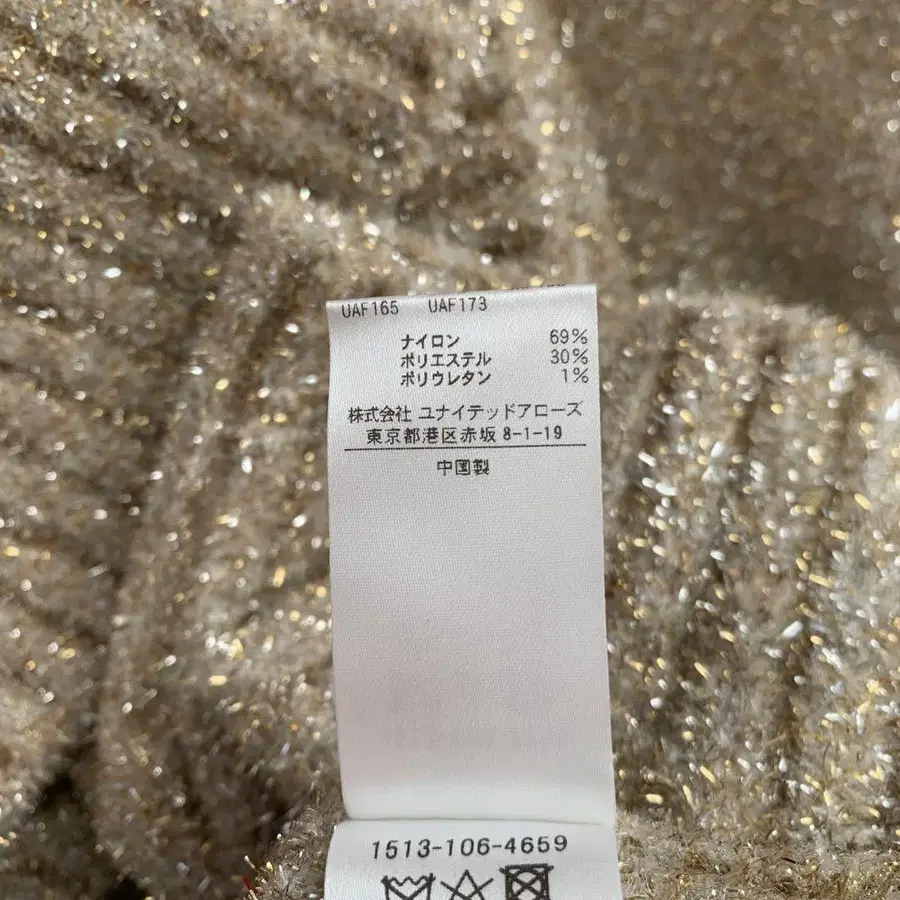 UAF165 UAF173
ナイロン 69%
ポリエステル 30%
ポリウレタン 1%
株式会社 ユナイテッドアローズ
東京都港区赤坂 8-1-19
中国製
1513-106-4659